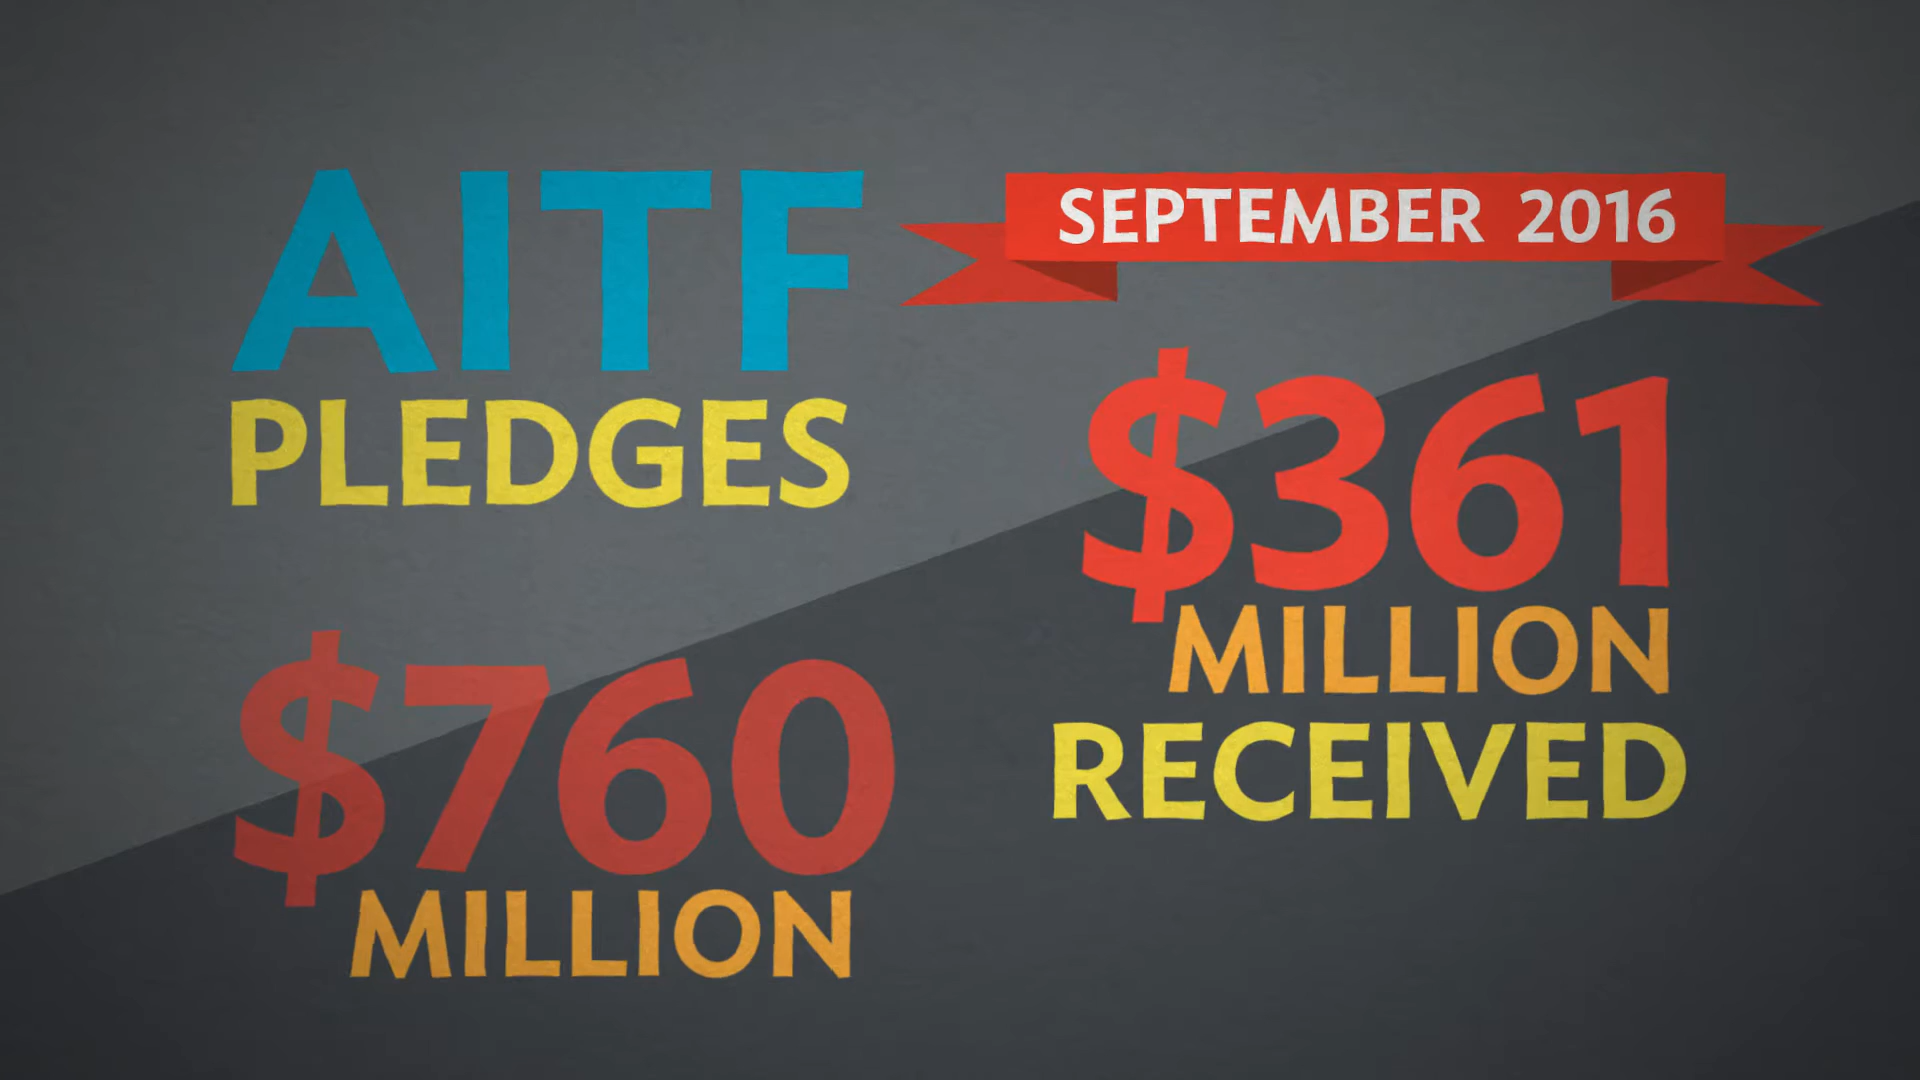 AITF
PLEDGES
$760
MILLION
SEPTEMBER 2016
$361
MILLION
RECEIVED